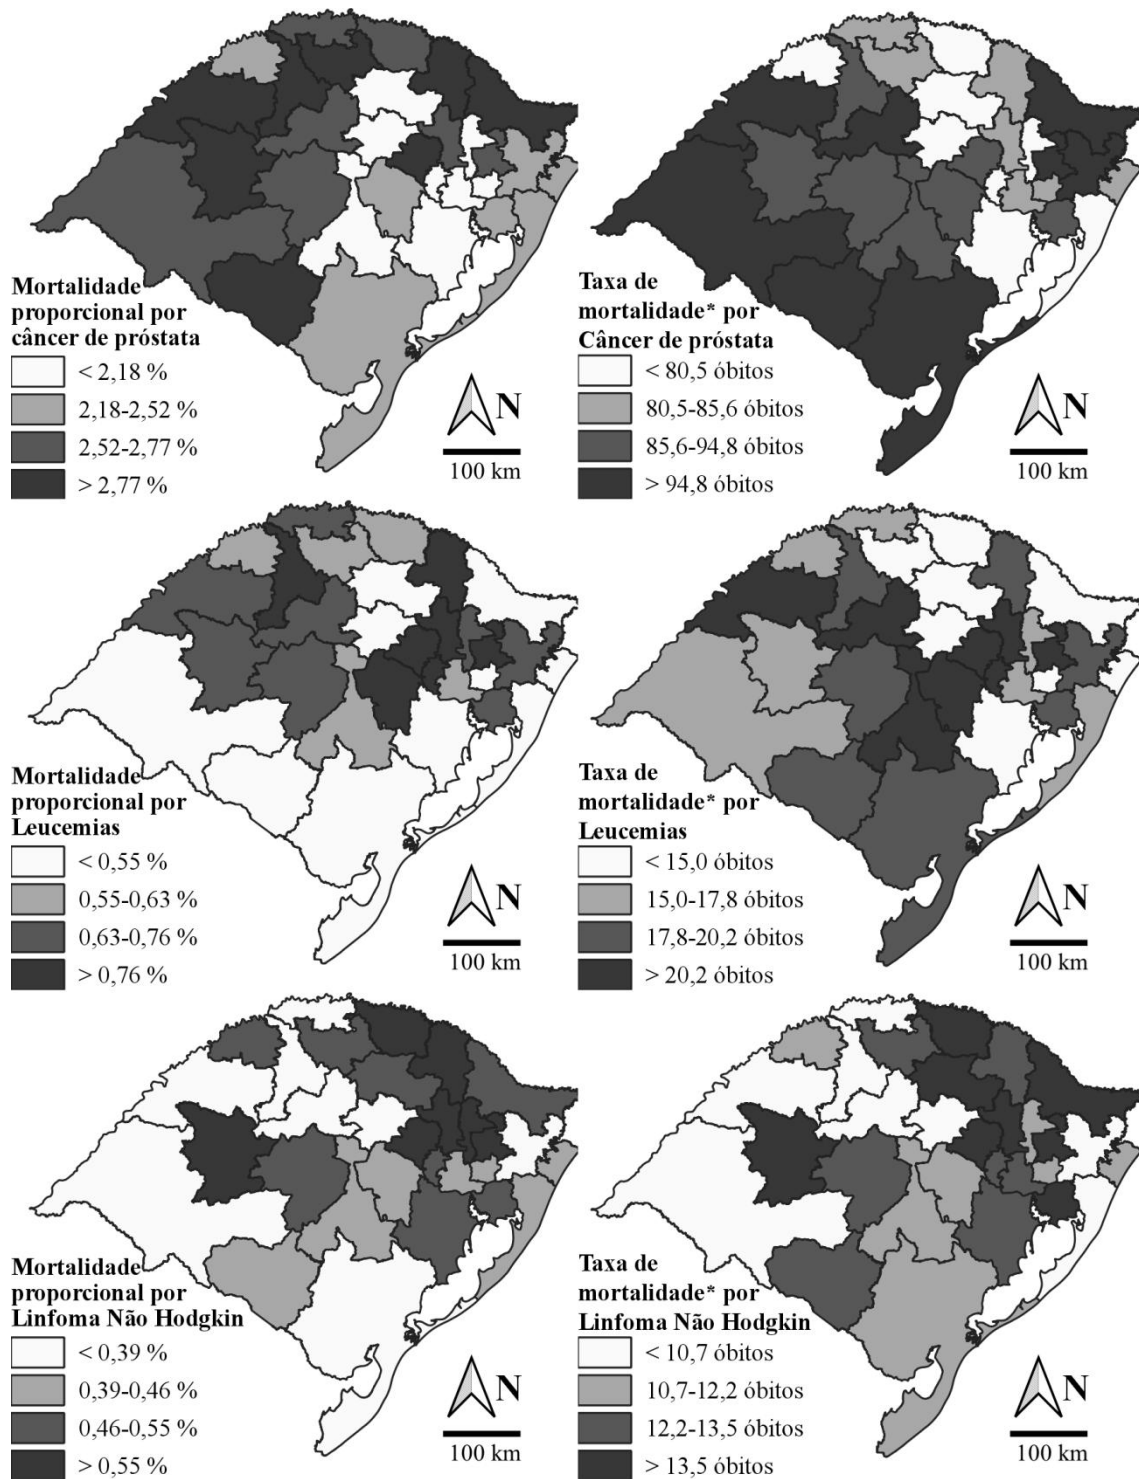 Mortalidade
proporcional por
câncer de próstata
< 2,18 %
2,18-2,52 %
2,52-2,77 %
> 2,77 %
N
100 km
Taxa de
mortalidade* por
Câncer de próstata
< 80,5 óbitos
80,5-85,6 óbitos
85,6-94,8 óbitos
> 94,8 óbitos
N
100 km
Mortalidade
proporcional por
Leucemias
< 0,55 %
0,55-0,63 %
0,63-0,76 %
> 0,76 %
N
100 km
Taxa de
mortalidade* por
Leucemias
< 15,0 óbitos
15,0-17,8 óbitos
17,8-20,2 óbitos
> 20,2 óbitos
N
100 km
Mortalidade
proporcional por
Linfoma Não Hodgkin
< 0,39 %
0,39-0,46 %
0,46-0,55 %
> 0,55 %
N
100 km
Taxa de
mortalidade* por
Linfoma Não Hodgkin
< 10,7 óbitos
10,7-12,2 óbitos
12,2-13,5 óbitos
> 13,5 óbitos
N
100 km